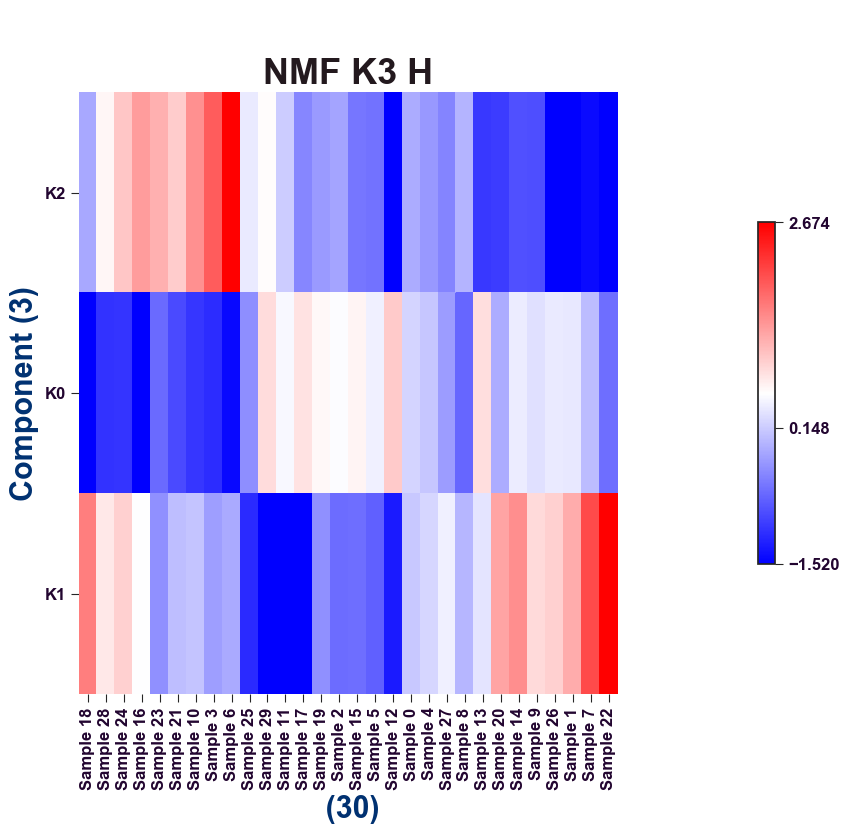 NMF K3 H
K2
K0
K1
Component (3)
Sample 18
Sample 28
Sample 24
Sample 16
Sample 23
Sample 21
Sample 10
Sample 3
Sample 6
Sample 25
Sample 29
Sample 11
Sample 17
Sample 19
Sample 2
Sample 15
Sample 5
Sample 12
Sample 0
Sample 4
Sample 27
Sample 8
Sample 13
Sample 20
Sample 14
Sample 9
Sample 26
Sample 1
Sample 7
Sample 22
(30)
2.674
0.148
−1.520